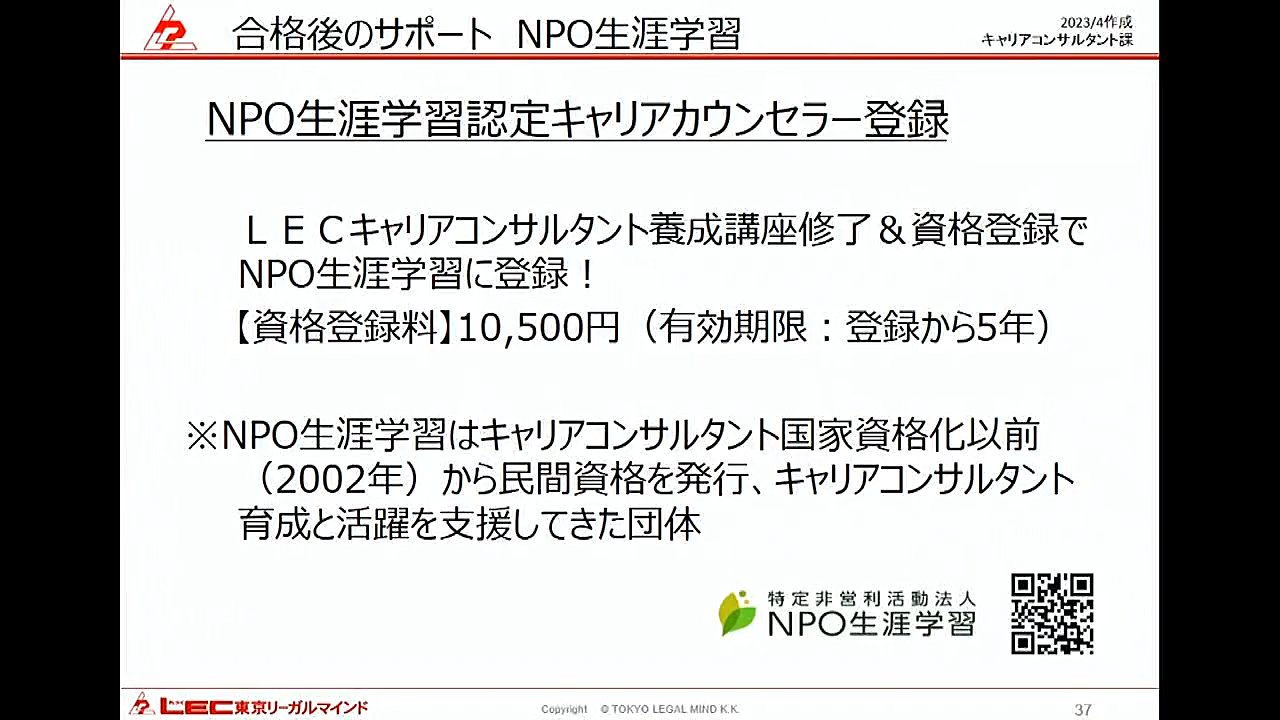 合格後のサポート NPO生涯学習
2023/4作成
キャリアコンサルタント課
NPO生涯学習認定キャリアカウンセラー登録
ＬＥＣキャリアコンサルタント養成講座修了＆資格登録で
NPO生涯学習に登録！
【資格登録料】10,500円（有効期限：登録から5年）
※NPO生涯学習はキャリアコンサルタント国家資格化以前
（2002年）から民間資格を発行、キャリアコンサルタント
育成と活躍を支援してきた団体
特定非営利活動法人
NPO生涯学習
LEC東京リーガルマインド
Copyright © TOKYO LEGAL MIND K.K.
37